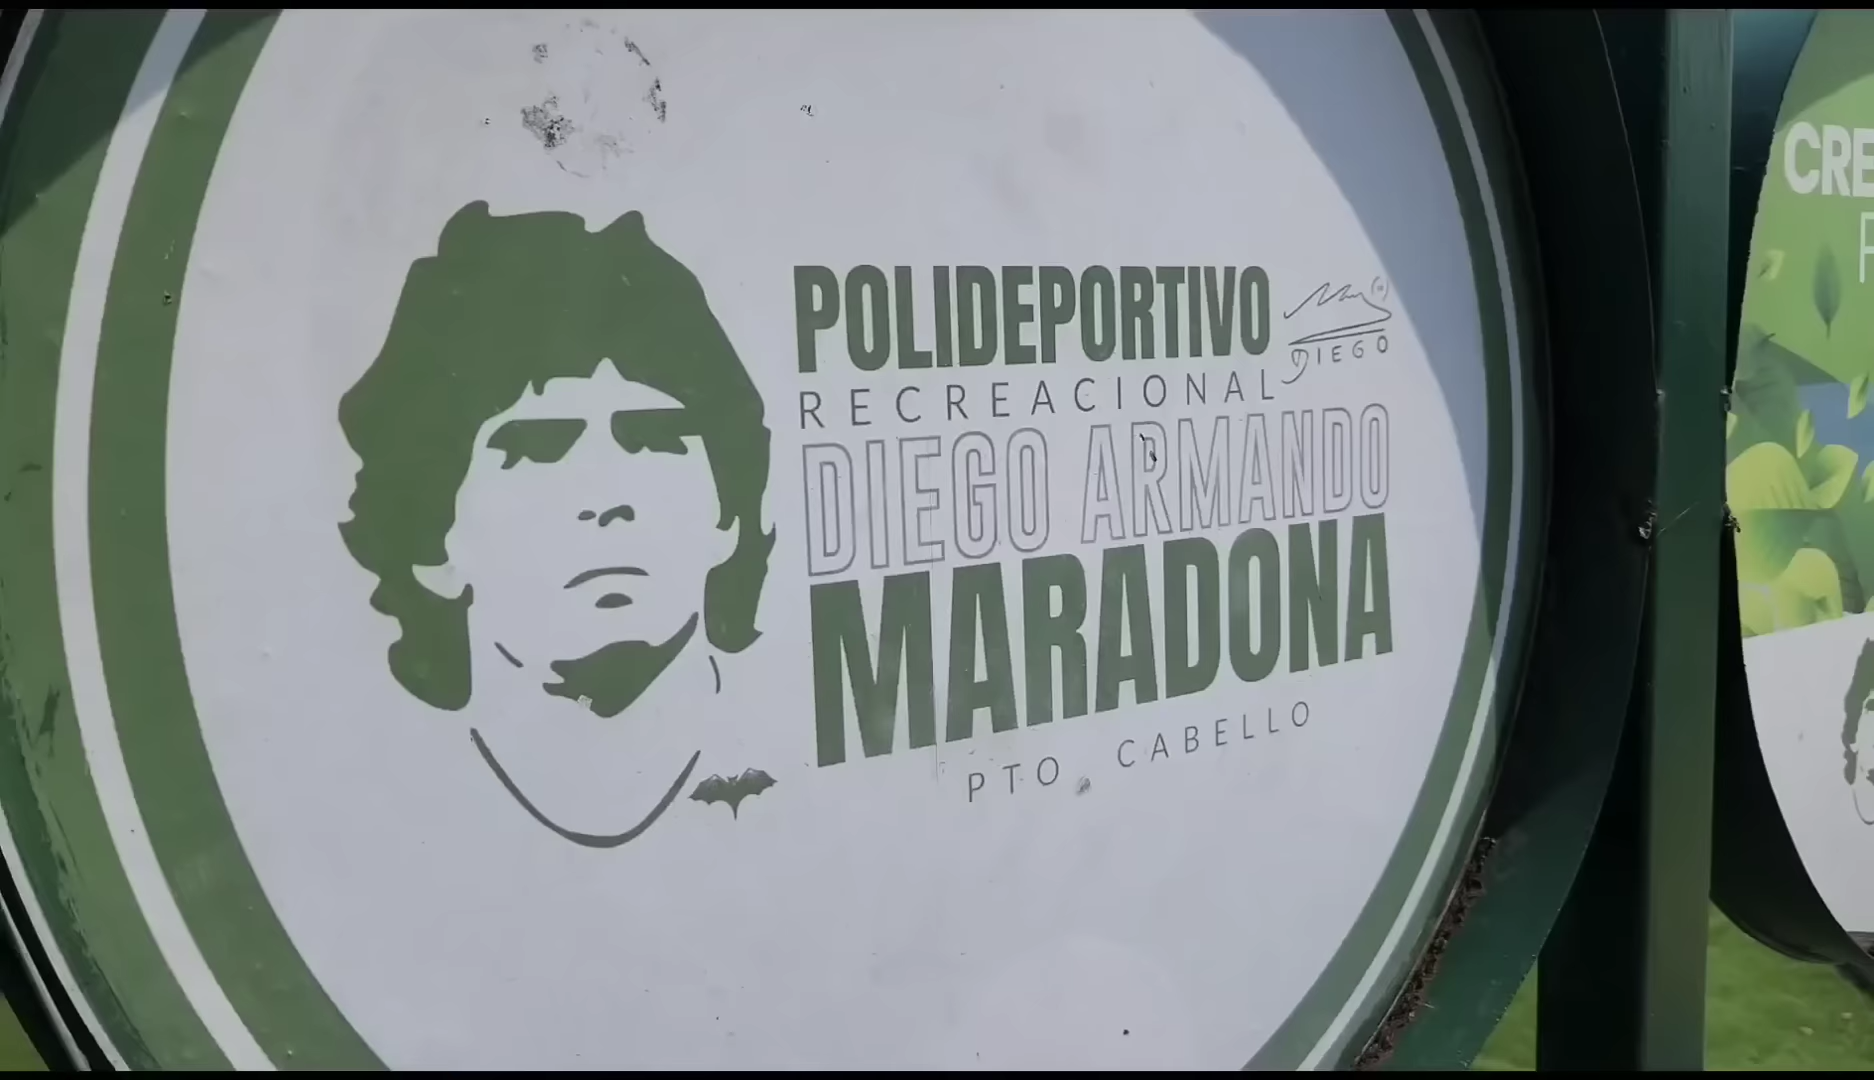 POLIDEPORTIVO
DIEGO
RECREACIONAL
DIEGO ARMANDO
MARADONA
PTO. CABELLO
CRE